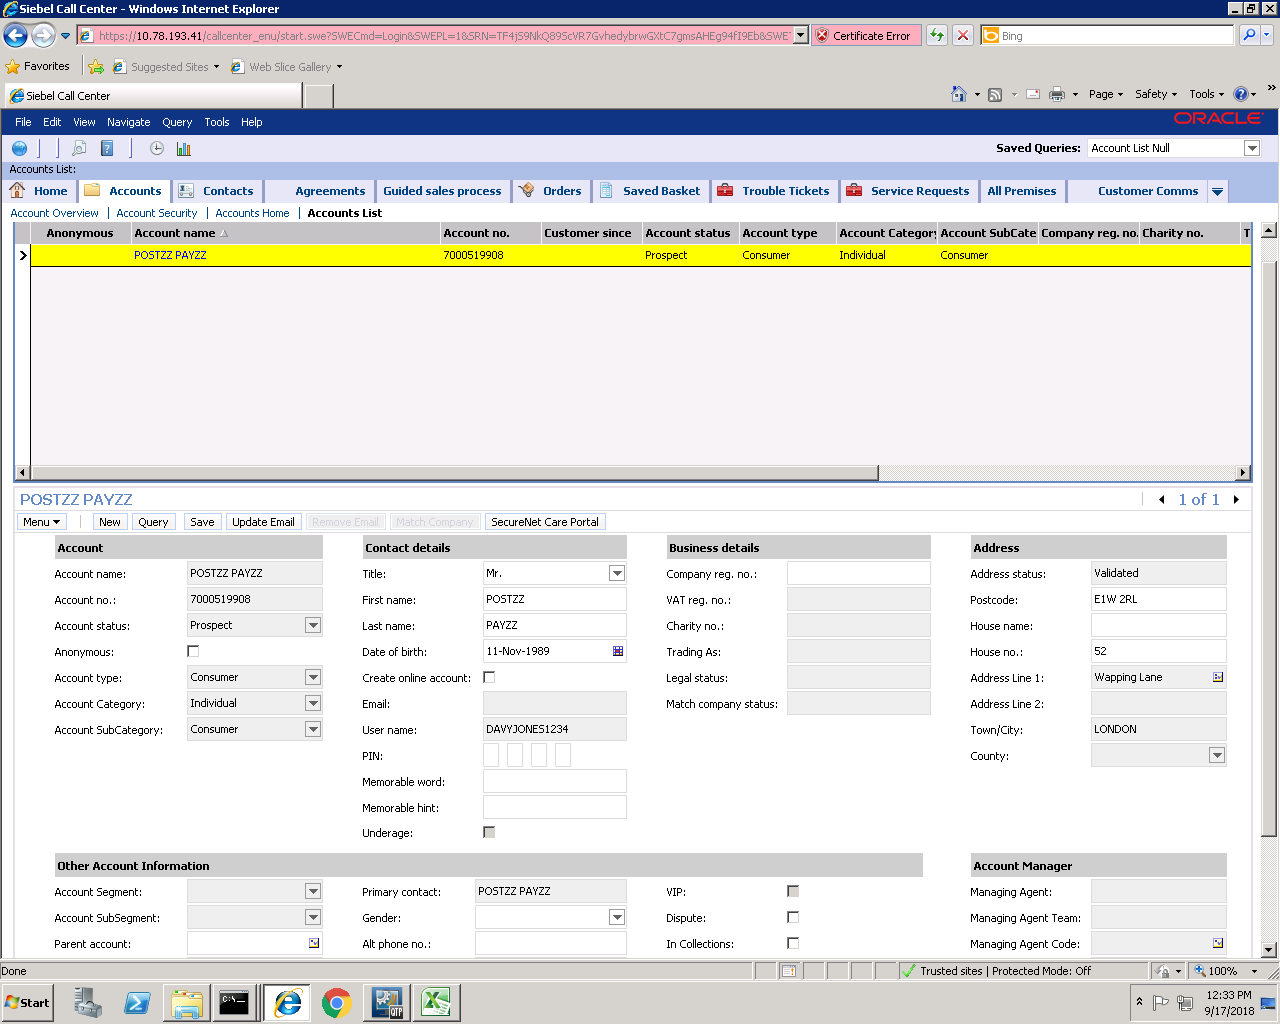 Siebel Call Center - Windows Internet Explorer
https://10.78.193.41/callcenter_enu/start.swe?SWECmd=Login&SWEPL=1&SRN= Certificate Error Bing
Favorites Suggested Sites Web Slice Gallery
Siebel Call Center Page Safety Tools
File Edit View Navigate Query Tools Help ORACLE
Saved Queries: Account List Null
Accounts List:
Home Accounts Contacts Agreements Guided sales process Orders Saved Basket Trouble Tickets Service Requests All Premises Customer Comms
Account Overview Account Security Accounts Home Accounts List
Anonymous Account name Account no. Customer since Account status Account type Account Category Account SubCate Company reg. no. Charity no. T
POSTZZ PAYZZ 7000519908 Prospect Consumer Individual Consumer
POSTZZ PAYZZ 1 of 1
Menu New Query Save Update Email Remove Email Match Company SecureNet Care Portal
Account Contact details Business details Address
Account name: POSTZZ PAYZZ Title: Mr. Company reg. no.: Address status: Validated
Account no.: 7000519908 First name: POSTZZ VAT reg. no.: Postcode: E1W 2RL
Account status: Prospect Last name: PAYZZ Charity no.: House name:
Anonymous: Date of birth: 11-Nov-1989 Trading As: House no.: 52
Account type: Consumer Create online account: Legal status: Address Line 1: Wapping Lane
Account Category: Individual Email: Match company status: Address Line 2:
Account SubCategory: Consumer User name: DAVYJONES1234 Town/City: LONDON
PIN: County:
Memorable word:
Memorable hint:
Underage:
Other Account Information Account Manager
Account Segment: Primary contact: POSTZZ PAYZZ VIP: Managing Agent:
Account SubSegment: Gender: Dispute: Managing Agent Team:
Parent account: Alt phone no.: In Collections: Managing Agent Code:
Done Trusted sites | Protected Mode: Off 100%
Start QTP 12:33 PM
9/17/2018